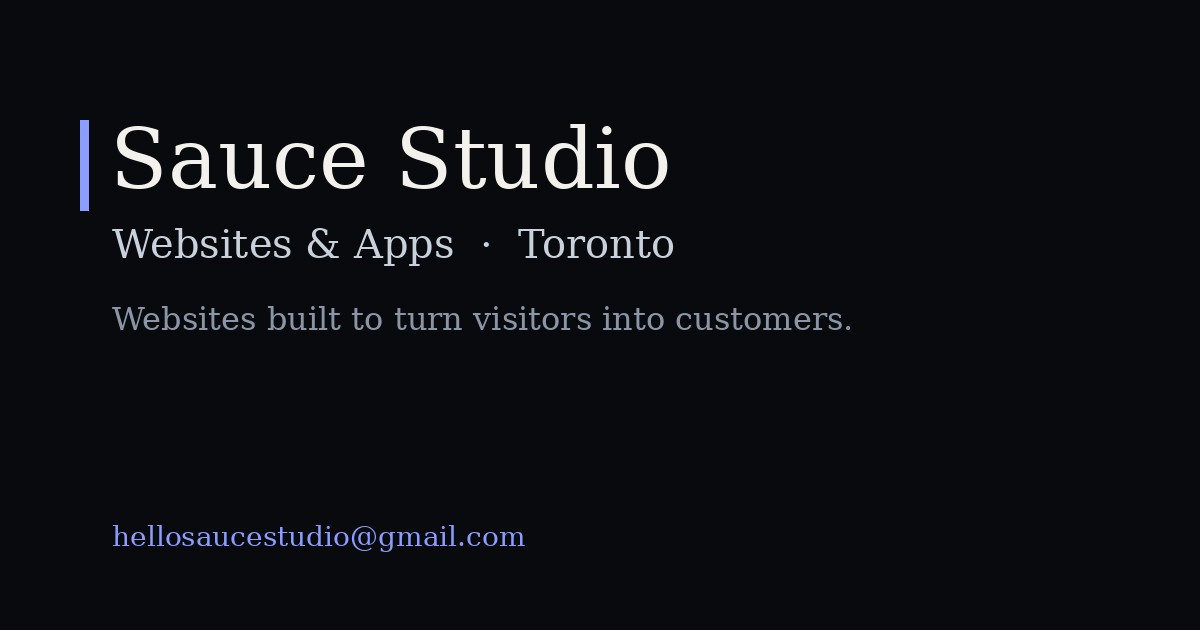 Sauce Studio
Websites & Apps · Toronto
Websites built to turn visitors into customers.
hellosaucestudio@gmail.com